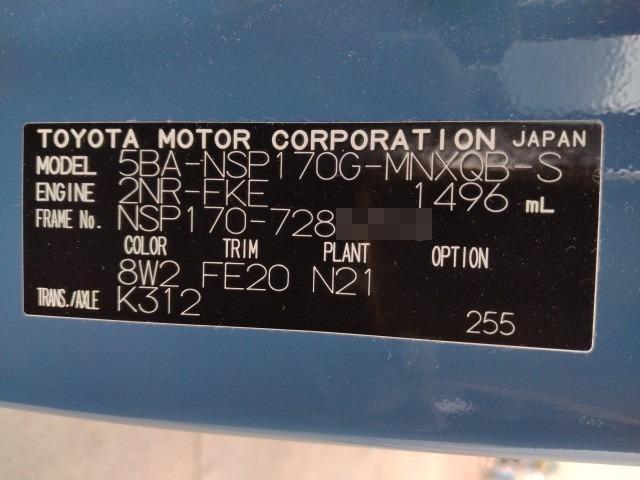 TOYOTA MOTOR CORPORATION JAPAN
MODEL 5BA-NSP170G-MNXQB-S
ENGINE 2NR-FKE 1496 mL
FRAME No. NSP170-728
COLOR TRIM PLANT OPTION
8W2 FE20 N21
TRANS./AXLE K312
255